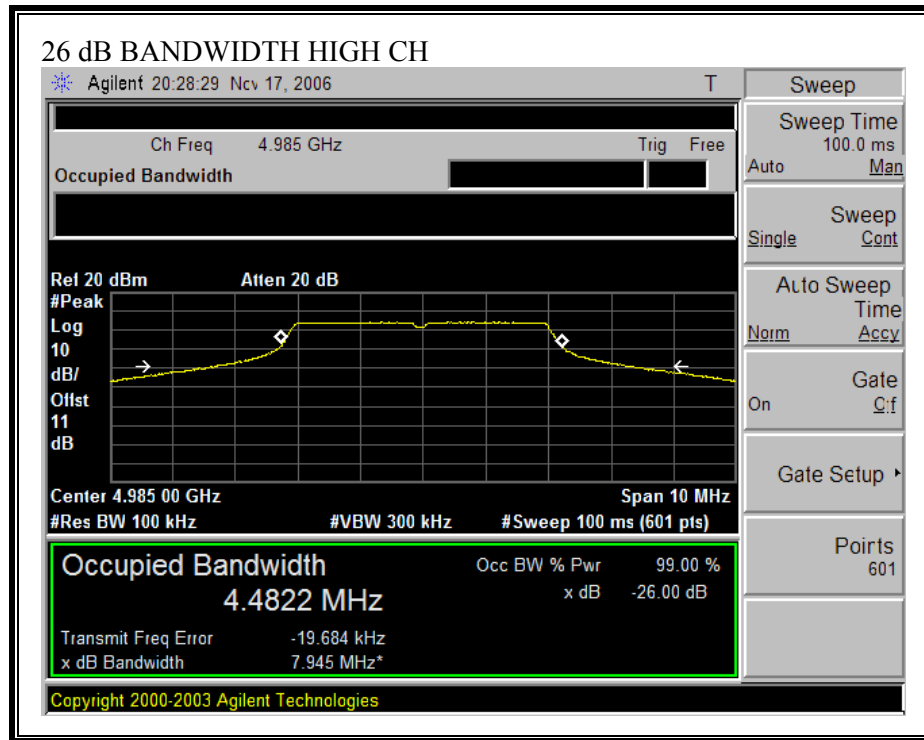 26 dB BANDWIDTH HIGH CH
Agilent 20:28:29 Nov 17, 2006 T
Ch Freq 4.985 GHz Trig Free
Occupied Bandwidth
Ref 20 dBm Atten 20 dB
#Peak
Log
10
dB/
Offst
11
dB
Center 4.985 00 GHz Span 10 MHz
#Res BW 100 kHz #VBW 300 kHz #Sweep 100 ms (601 pts)
Occupied Bandwidth
4.4822 MHz
Occ BW % Pwr 99.00 %
x dB -26.00 dB
Transmit Freq Error -19.684 kHz
x dB Bandwidth 7.945 MHz*
Copyright 2000-2003 Agilent Technologies
Sweep
Sweep Time
100.0 ms
Auto Man
Sweep
Single Cont
Auto Sweep
Time
Norm Accy
Gate
On Off
Gate Setup
Points
601